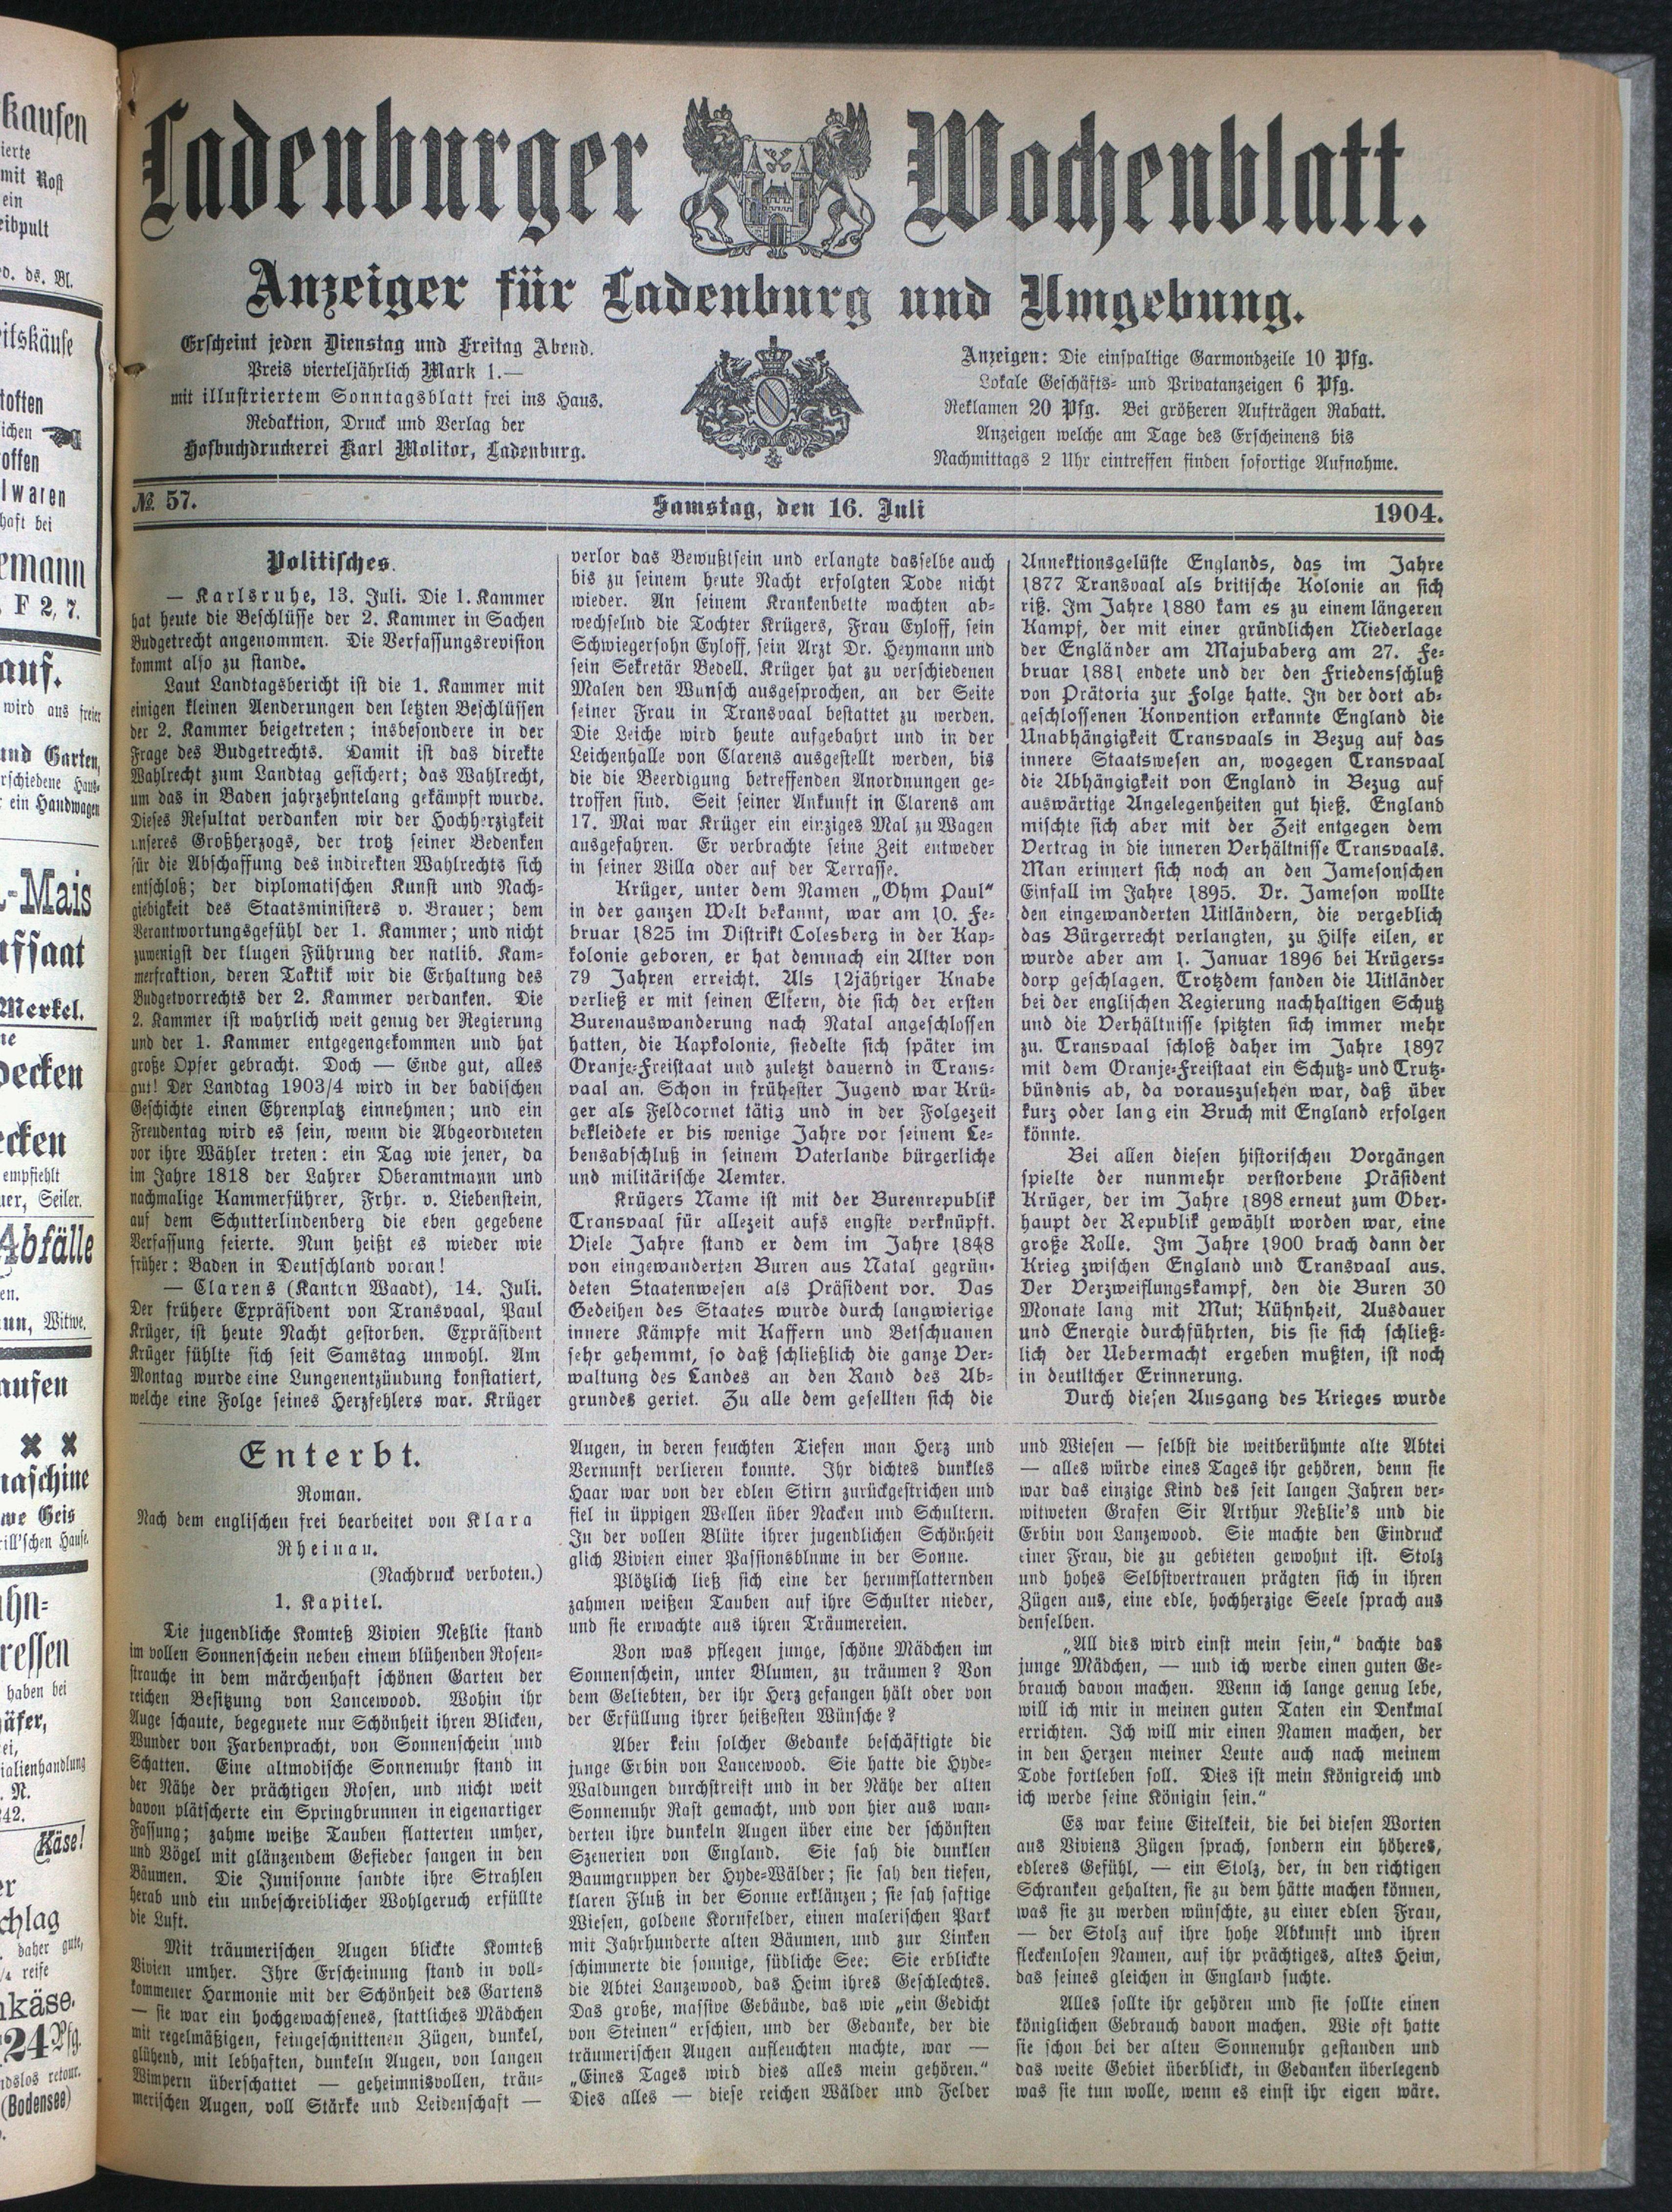 Ladenburger Wochenblatt.
Anzeiger für Ladenburg und Umgebung.
Erscheint jeden Dienstag und Freitag Abend.
Preis vierteljährlich Mark 1.—
mit illustriertem Sonntagsblatt frei ins Haus.
Redaktion, Druck und Verlag der
Hofbuchdruckerei Karl Molitor, Ladenburg.
Anzeigen: Die einspaltige Garmondzeile 10 Pfg.
Lokale Geschäfts- und Privatanzeigen 6 Pfg.
Reklamen 20 Pfg. Bei größeren Aufträgen Rabatt.
Anzeigen welche am Tage des Erscheinens bis
Nachmittags 2 Uhr eintreffen finden sofortige Aufnahme.
№ 57. Samstag, den 16. Juli 1904.
Politisches.
— Karlsruhe, 13. Juli. Die 1. Kammer
hat heute die Beschlüsse der 2. Kammer in Sachen
Budgetrecht angenommen. Die Verfassungsrevision
kommt also zu stande.
Laut Landtagsbericht ist die 1. Kammer mit
einigen kleinen Aenderungen den letzten Beschlüssen
der 2. Kammer beigetreten; insbesondere in der
Frage des Budgetrechts. Damit ist das direkte
Wahlrecht zum Landtag gesichert; das Wahlrecht,
um das in Baden jahrzehntelang gekämpft wurde.
Dieses Resultat verdanken wir der Hochherzigkeit
unseres Großherzogs, der trotz seiner Bedenken
für die Abschaffung des indirekten Wahlrechts sich
entschloß; der diplomatischen Kunst und Nach-
giebigkeit des Staatsministers v. Brauer; dem
Verantwortungsgefühl der 1. Kammer; und nicht
zuwenigst der klugen Führung der natlib. Kam-
merfraktion, deren Taktik wir die Erhaltung des
Budgetvorrechts der 2. Kammer verdanken. Die
2. Kammer ist wahrlich weit genug der Regierung
und der 1. Kammer entgegengekommen und hat
große Opfer gebracht. Doch — Ende gut, alles
gut! Der Landtag 1903/4 wird in der badischen
Geschichte einen Ehrenplatz einnehmen; und ein
Freudentag wird es sein, wenn die Abgeordneten
vor ihre Wähler treten: ein Tag wie jener, da
im Jahre 1818 der Lahrer Oberamtmann und
nachmalige Kammerführer, Frhr. v. Liebenstein,
auf dem Schutterlindenberg die eben gegebene
Verfassung feierte. Nun heißt es wieder wie
früher: Baden in Deutschland voran!
— Clarens (Kanton Waadt), 14. Juli.
Der frühere Expräsident von Transvaal, Paul
Krüger, ist heute Nacht gestorben. Expräsident
Krüger fühlte sich seit Samstag unwohl. Am
Montag wurde eine Lungenentzüudung konstatiert,
welche eine Folge seines Herzfehlers war. Krüger
verlor das Bewußtsein und erlangte dasselbe auch
bis zu seinem heute Nacht erfolgten Tode nicht
wieder. An seinem Krankenbette wachten ab-
wechselnd die Tochter Krügers, Frau Eyloff, sein
Schwiegersohn Eyloff, sein Arzt Dr. Heymann und
sein Sekretär Bedell. Krüger hat zu verschiedenen
Malen den Wunsch ausgesprochen, an der Seite
seiner Frau in Transvaal bestattet zu werden.
Die Leiche wird heute aufgebahrt und in der
Leichenhalle von Clarens ausgestellt werden, bis
die die Beerdigung betreffenden Anordnungen ge-
troffen sind. Seit seiner Ankunft in Clarens am
17. Mai war Krüger ein einziges Mal zu Wagen
ausgefahren. Er verbrachte seine Zeit entweder
in seiner Villa oder auf der Terrasse.
Krüger, unter dem Namen „Ohm Paul“
in der ganzen Welt bekannt, war am 10. Fe-
bruar 1825 im Distrikt Colesberg in der Kap-
kolonie geboren, er hat demnach ein Alter von
79 Jahren erreicht. Als 12jähriger Knabe
verließ er mit seinen Eltern, die sich der ersten
Burenauswanderung nach Natal angeschlossen
hatten, die Kapkolonie, siedelte sich später im
Oranje-Freistaat und zuletzt dauernd in Trans-
vaal an. Schon in frühester Jugend war Krü-
ger als Feldcornet tätig und in der Folgezeit
bekleidete er bis wenige Jahre vor seinem Le-
bensabschluß in seinem Vaterlande bürgerliche
und militärische Aemter.
Krügers Name ist mit der Burenrepublik
Transvaal für allezeit aufs engste verknüpft.
Viele Jahre stand er dem im Jahre 1848
von eingewanderten Buren aus Natal gegrün-
deten Staatenwesen als Präsident vor. Das
Gedeihen des Staates wurde durch langwierige
innere Kämpfe mit Kaffern und Betschuanen
sehr gehemmt, so daß schließlich die ganze Ver-
waltung des Landes an den Rand des Ab-
grundes geriet. Zu alle dem gesellten sich die
Annektionsgelüste Englands, das im Jahre
1877 Transvaal als britische Kolonie an sich
riß. Im Jahre 1880 kam es zu einem längeren
Kampf, der mit einer gründlichen Niederlage
der Engländer am Majubaberg am 27. Fe-
bruar 1881 endete und der den Friedensschluß
von Prätoria zur Folge hatte. In der dort ab-
geschlossenen Konvention erkannte England die
Unabhängigkeit Transvaals in Bezug auf das
innere Staatswesen an, wogegen Transvaal
die Abhängigkeit von England in Bezug auf
auswärtige Angelegenheiten gut hieß. England
mischte sich aber mit der Zeit entgegen dem
Vertrag in die inneren Verhältnisse Transvaals.
Man erinnert sich noch an den Jamesonschen
Einfall im Jahre 1895. Dr. Jameson wollte
den eingewanderten Uitländern, die vergeblich
das Bürgerrecht verlangten, zu Hilfe eilen, er
wurde aber am 1. Januar 1896 bei Krügers-
dorp geschlagen. Trotzdem fanden die Uitländer
bei der englischen Regierung nachhaltigen Schutz
und die Verhältnisse spitzten sich immer mehr
zu. Transvaal schloß daher im Jahre 1897
mit dem Oranje-Freistaat ein Schutz- und Trutz-
bündnis ab, da vorauszusehen war, daß über
kurz oder lang ein Bruch mit England erfolgen
könnte.
Bei allen diesen historischen Vorgängen
spielte der nunmehr verstorbene Präsident
Krüger, der im Jahre 1898 erneut zum Ober-
haupt der Republik gewählt worden war, eine
große Rolle. Im Jahre 1900 brach dann der
Krieg zwischen England und Transvaal aus.
Der Verzweiflungskampf, den die Buren 30
Monate lang mit Mut; Kühnheit, Ausdauer
und Energie durchführten, bis sie sich schließ-
lich der Uebermacht ergeben mußten, ist noch
in deutltcher Erinnerung.
Durch diesen Ausgang des Krieges wurde
Enterbt.
Roman.
Nach dem englischen frei bearbeitet von Klara
Rheinau.
(Nachdruck verboten.)
1. Kapitel.
Die jugendliche Komteß Vivien Neßlie stand
im vollen Sonnenschein neben einem blühenden Rosen-
strauche in dem märchenhaft schönen Garten der
reichen Besitzung von Lancewood. Wohin ihr
Auge schaute, begegnete nur Schönheit ihren Blicken,
Wunder von Farbenpracht, von Sonnenschein und
Schatten. Eine altmodische Sonnenuhr stand in
der Nähe der prächtigen Rosen, und nicht weit
davon plätscherte ein Springbrunnen in eigenartiger
Fassung; zahme weiße Tauben flatterten umher,
und Vögel mit glänzendem Gefieder sangen in den
Bäumen. Die Junisonne sandte ihre Strahlen
herab und ein unbeschreiblicher Wohlgeruch erfüllte
die Luft.
Mit träumerischen Augen blickte Komteß
Vivien umher. Ihre Erscheinung stand in voll-
kommener Harmonie mit der Schönheit des Gartens
— sie war ein hochgewachsenes, stattliches Mädchen
mit regelmäßigen, feingeschnittenen Zügen, dunkel,
glühend, mit lebhaften, dunkeln Augen, von langen
Wimpern überschattet — geheimnisvollen, träu-
merischen Augen, voll Stärke und Leidenschaft —
Augen, in deren feuchten Tiefen man Herz und
Vernunft verlieren konnte. Ihr dichtes dunkles
Haar war von der edlen Stirn zurückgestrichen und
fiel in üppigen Wellen über Nacken und Schultern.
In der vollen Blüte ihrer jugendlichen Schönheit
glich Vivien einer Passionsblume in der Sonne.
Plötzlich ließ sich eine der herumflatternden
zahmen weißen Tauben auf ihre Schulter nieder,
und sie erwachte aus ihren Träumereien.
Von was pflegen junge, schöne Mädchen im
Sonnenschein, unter Blumen, zu träumen? Von
dem Geliebten, der ihr Herz gefangen hält oder von
der Erfüllung ihrer heißesten Wünsche?
Aber kein solcher Gedanke beschäftigte die
junge Erbin von Lancewood. Sie hatte die Hyde-
Waldungen durchstreift und in der Nähe der alten
Sonnenuhr Rast gemacht, und von hier aus wan-
derten ihre dunkeln Augen über eine der schönsten
Szenerien von England. Sie sah die dunklen
Baumgruppen der Hyde-Wälder; sie sah den tiefen,
klaren Fluß in der Sonne erklänzen; sie sah saftige
Wiesen, goldene Kornfelder, einen malerischen Park
mit Jahrhunderte alten Bäumen, und zur Linken
schimmerte die sonnige, südliche See: Sie erblickte
die Abtei Lanzewood, das Heim ihres Geschlechtes.
Das große, massive Gebäude, das wie „ein Gedicht
von Steinen“ erschien, und der Gedanke, der die
träumerischen Augen aufleuchten machte, war —
„Eines Tages wird dies alles mein gehören.“
Dies alles — diese reichen Wälder und Felder
und Wiesen — selbst die weitberühmte alte Abtei
— alles würde eines Tages ihr gehören, denn sie
war das einzige Kind des seit langen Jahren ver-
witweten Grafen Sir Arthur Neßlie's und die
Erbin von Lanzewood. Sie machte den Eindruck
einer Frau, die zu gebieten gewohnt ist. Stolz
und hohes Selbstvertrauen prägten sich in ihren
Zügen aus, eine edle, hochherzige Seele sprach aus
denselben.
„All dies wird einst mein sein,“ dachte das
junge Mädchen, — und ich werde einen guten Ge-
brauch davon machen. Wenn ich lange genug lebe,
will ich mir in meinen guten Taten ein Denkmal
errichten. Ich will mir einen Namen machen, der
in den Herzen meiner Leute auch nach meinem
Tode fortleben soll. Dies ist mein Königreich und
ich werde seine Königin sein.“
Es war keine Eitelkeit, die bei diesen Worten
aus Viviens Zügen sprach, sondern ein höheres,
edleres Gefühl, — ein Stolz, der, in den richtigen
Schranken gehalten, sie zu dem hätte machen können,
was sie zu werden wünschte, zu einer edlen Frau,
— der Stolz auf ihre hohe Abkunft und ihren
fleckenlosen Namen, auf ihr prächtiges, altes Heim,
das seines gleichen in England suchte.
Alles sollte ihr gehören und sie sollte einen
königlichen Gebrauch davon machen. Wie oft hatte
sie schon bei der alten Sonnenuhr gestanden und
das weite Gebiet überblickt, in Gedanken überlegend
was sie tun wolle, wenn es einst ihr eigen wäre.